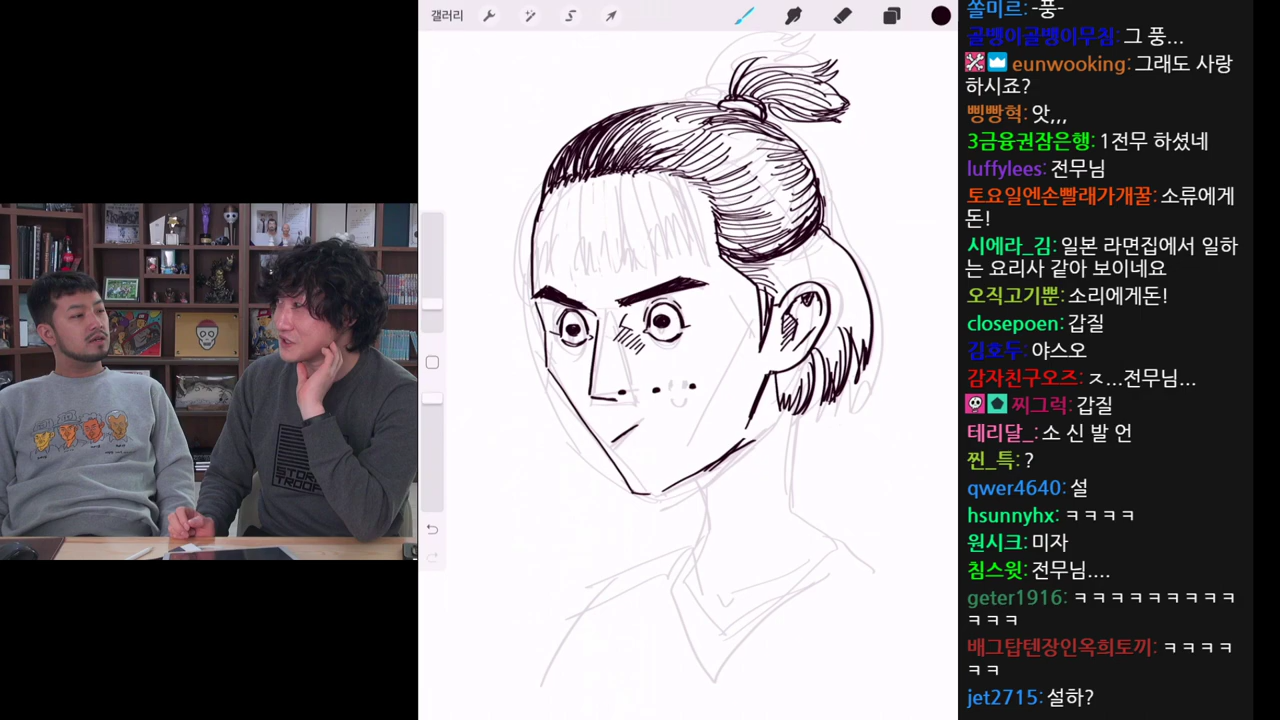 갤러리
쏠미르: -풍-
골맹이골맹이무침: 그 풍...
eunwooking: 그래도 사랑
하시죠?
삥빵혁: 앗,,,
3금융권잠은행: 1전무 하셨네
luffylees: 전무님
토요일엔손빨래가개꿀: 소류에게
돈!
시에라_김: 일본 라면집에서 일하
는 요리사 같아 보이네요
오직고기뿐: 소리에게돈!
closepoen: 갑질
김호두: 야스오
감자친구오즈: ㅈ...전무님...
찌그럭: 갑질
테리달_: 소 신 발 언
찐_특: ?
qwer4640: 설
hsunnyhx: ㅋㅋㅋㅋ
원시크: 미자
침스윗: 전무님....
geter1916: ㅋㅋㅋㅋㅋㅋㅋㅋㅋ
ㅋㅋㅋ
배그탑텐장인옥희토끼: ㅋㅋㅋㅋ
ㅋㅋ
jet2715: 설하?
STORM
TROOP